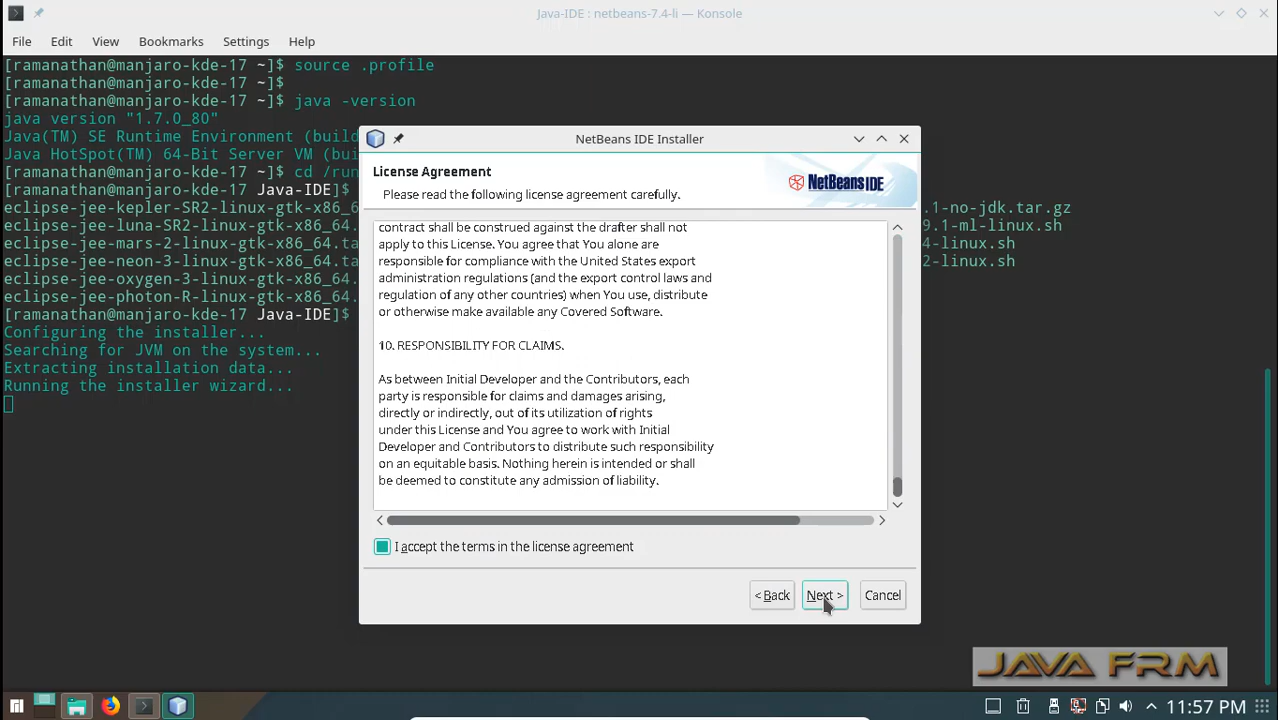 Java-IDE : netbeans-7.4-li — Konsole
File Edit View Bookmarks Settings Help
[ramanathan@manjaro-kde-17 ~]$ source .profile
[ramanathan@manjaro-kde-17 ~]$
[ramanathan@manjaro-kde-17 ~]$ java -version
java version "1.7.0_80"
Java(TM) SE Runtime Environment (build
Java HotSpot(TM) 64-Bit Server VM (bui
[ramanathan@manjaro-kde-17 ~]$ cd /run
[ramanathan@manjaro-kde-17 Java-IDE]$
eclipse-jee-kepler-SR2-linux-gtk-x86_6 .1-no-jdk.tar.gz
eclipse-jee-luna-SR2-linux-gtk-x86_64. 9.1-ml-linux.sh
eclipse-jee-mars-2-linux-gtk-x86_64.ta 4-linux.sh
eclipse-jee-neon-3-linux-gtk-x86_64.ta 2-linux.sh
eclipse-jee-oxygen-3-linux-gtk-x86_64.
eclipse-jee-photon-R-linux-gtk-x86_64.
[ramanathan@manjaro-kde-17 Java-IDE]$
Configuring the installer...
Searching for JVM on the system...
Extracting installation data...
Running the installer wizard...
NetBeans IDE Installer
License Agreement
Please read the following license agreement carefully.
NetBeans IDE
contract shall be construed against the drafter shall not
apply to this License. You agree that You alone are
responsible for compliance with the United States export
administration regulations (and the export control laws and
regulation of any other countries) when You use, distribute
or otherwise make available any Covered Software.
10. RESPONSIBILITY FOR CLAIMS.
As between Initial Developer and the Contributors, each
party is responsible for claims and damages arising,
directly or indirectly, out of its utilization of rights
under this License and You agree to work with Initial
Developer and Contributors to distribute such responsibility
on an equitable basis. Nothing herein is intended or shall
be deemed to constitute any admission of liability.
I accept the terms in the license agreement
< Back Next > Cancel
JAVA FRM
11:57 PM